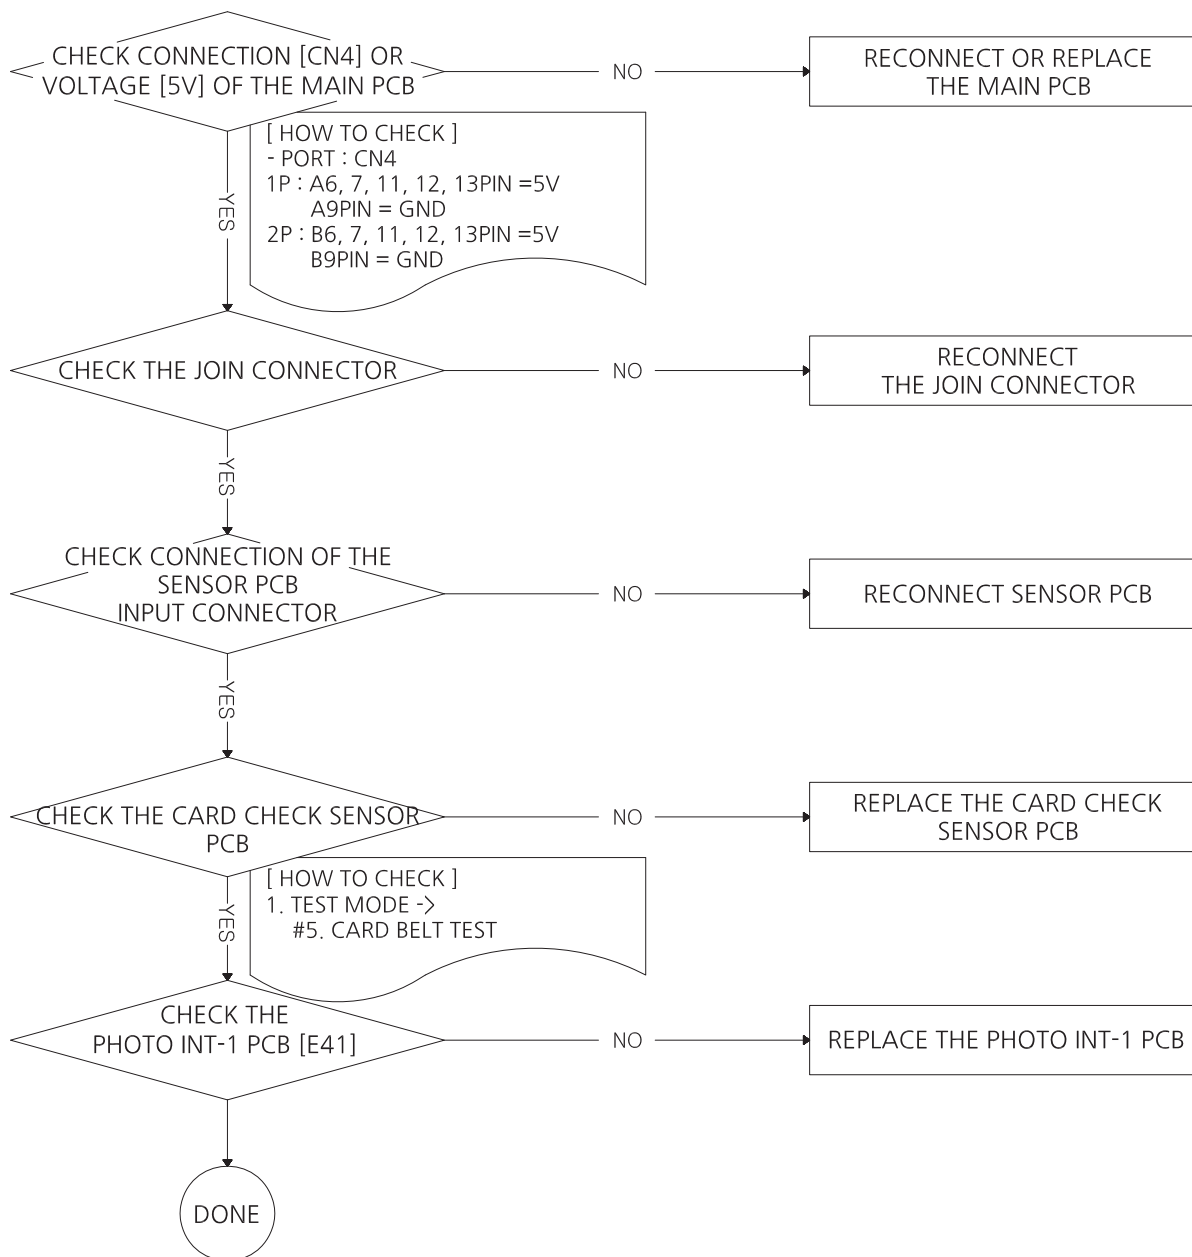 CHECK CONNECTION [CN4] OR
VOLTAGE [5V] OF THE MAIN PCB
NO
RECONNECT OR REPLACE
THE MAIN PCB
[ HOW TO CHECK ]
- PORT : CN4
1P : A6, 7, 11, 12, 13PIN =5V
A9PIN = GND
2P : B6, 7, 11, 12, 13PIN =5V
B9PIN = GND
YES
CHECK THE JOIN CONNECTOR
NO
RECONNECT
THE JOIN CONNECTOR
YES
CHECK CONNECTION OF THE
SENSOR PCB
INPUT CONNECTOR
NO
RECONNECT SENSOR PCB
YES
CHECK THE CARD CHECK SENSOR
PCB
NO
REPLACE THE CARD CHECK
SENSOR PCB
[ HOW TO CHECK ]
1. TEST MODE ->
#5. CARD BELT TEST
YES
CHECK THE
PHOTO INT-1 PCB [E41]
NO
REPLACE THE PHOTO INT-1 PCB
DONE